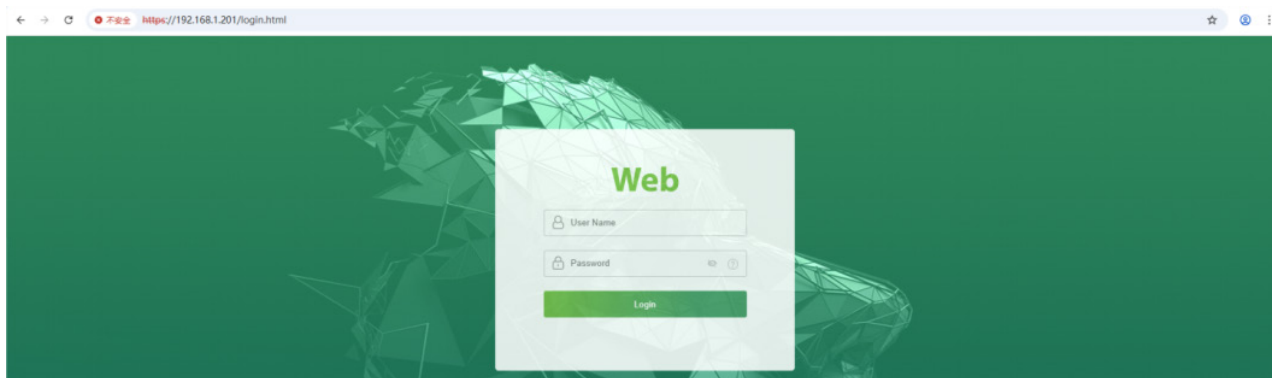 不安全 https://192.168.1.201/login.html
Web
User Name
Password
Login